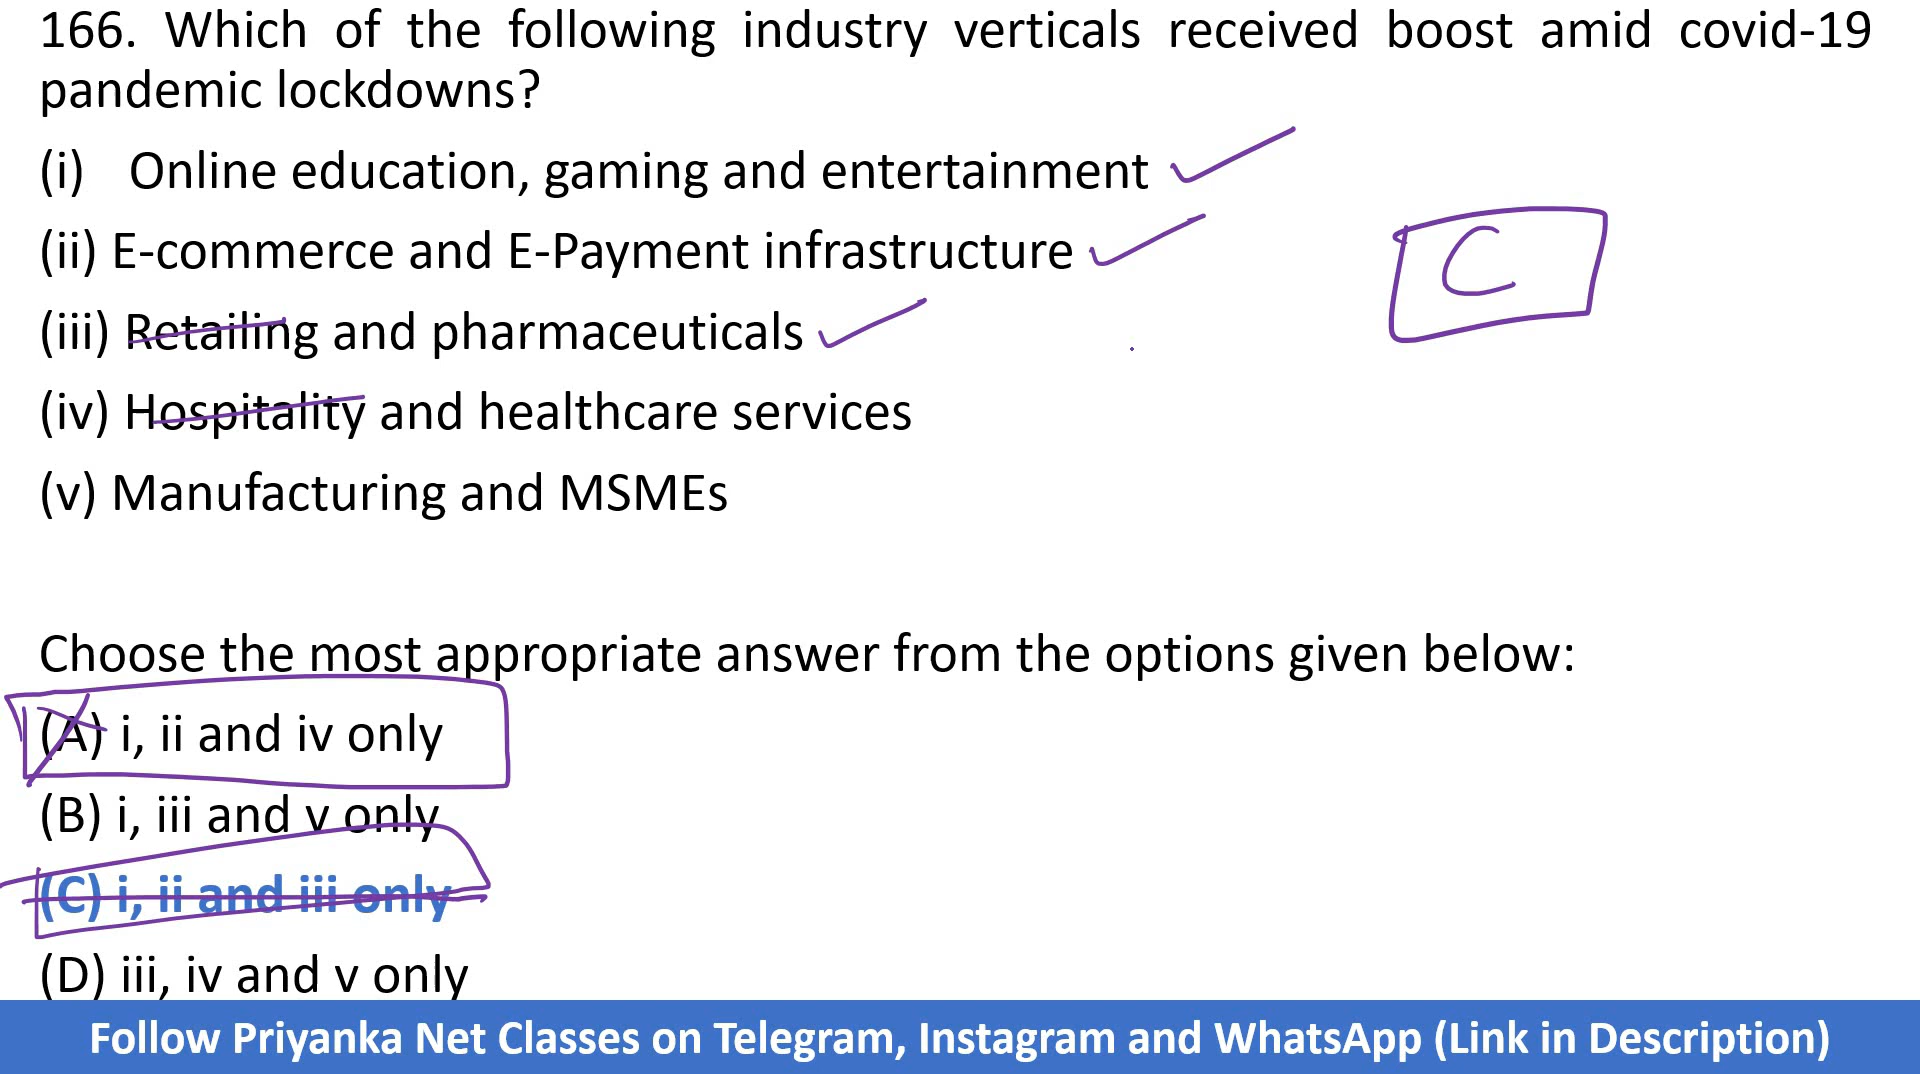 166. Which of the following industry verticals received boost amid covid-19
pandemic lockdowns?
(i) Online education, gaming and entertainment
(ii) E-commerce and E-Payment infrastructure
C
(iii) Retailing and pharmaceuticals
(iv) Hospitality and healthcare services
(v) Manufacturing and MSMEs
Choose the most appropriate answer from the options given below:
(A) i, ii and iv only
(B) i, iii and v only
(C) i, ii and iii only
(D) iii, iv and v only
Follow Priyanka Net Classes on Telegram, Instagram and WhatsApp (Link in Description)